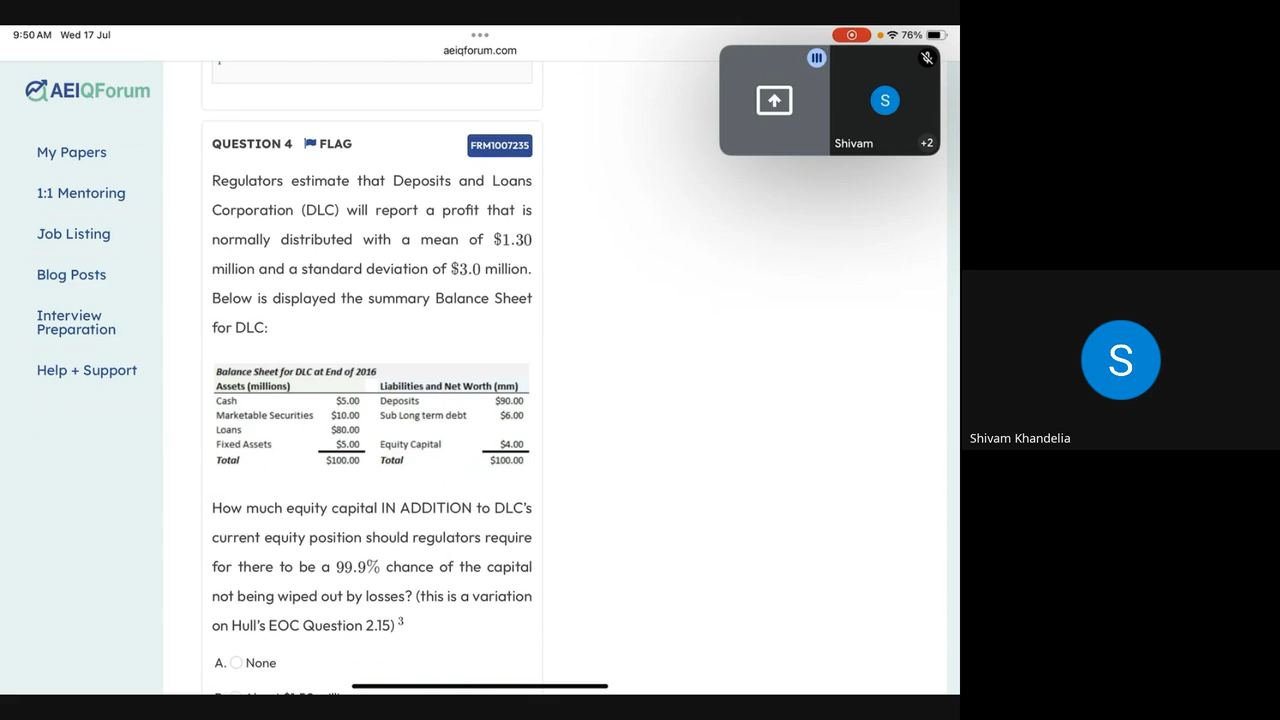 9:50 AM Wed 17 Jul
76%
aeiqforum.com
AEIQForum
My Papers
1:1 Mentoring
Job Listing
Blog Posts
Interview
Preparation
Help + Support
S
Shivam
+2
QUESTION 4 FLAG
FRM1007235
Regulators estimate that Deposits and Loans
Corporation (DLC) will report a profit that is
normally distributed with a mean of $1.30
million and a standard deviation of $3.0 million.
Below is displayed the summary Balance Sheet
for DLC:
Balance Sheet for DLC at End of 2016
Assets (millions) Liabilities and Net Worth (mm)
Cash $5.00 Deposits $90.00
Marketable Securities $10.00 Sub Long term debt $6.00
Loans $80.00
Fixed Assets $5.00 Equity Capital $4.00
Total $100.00 Total $100.00
How much equity capital IN ADDITION to DLC's
current equity position should regulators require
for there to be a 99.9% chance of the capital
not being wiped out by losses? (this is a variation
on Hull's EOC Question 2.15) 3
A. None
S
Shivam Khandelia